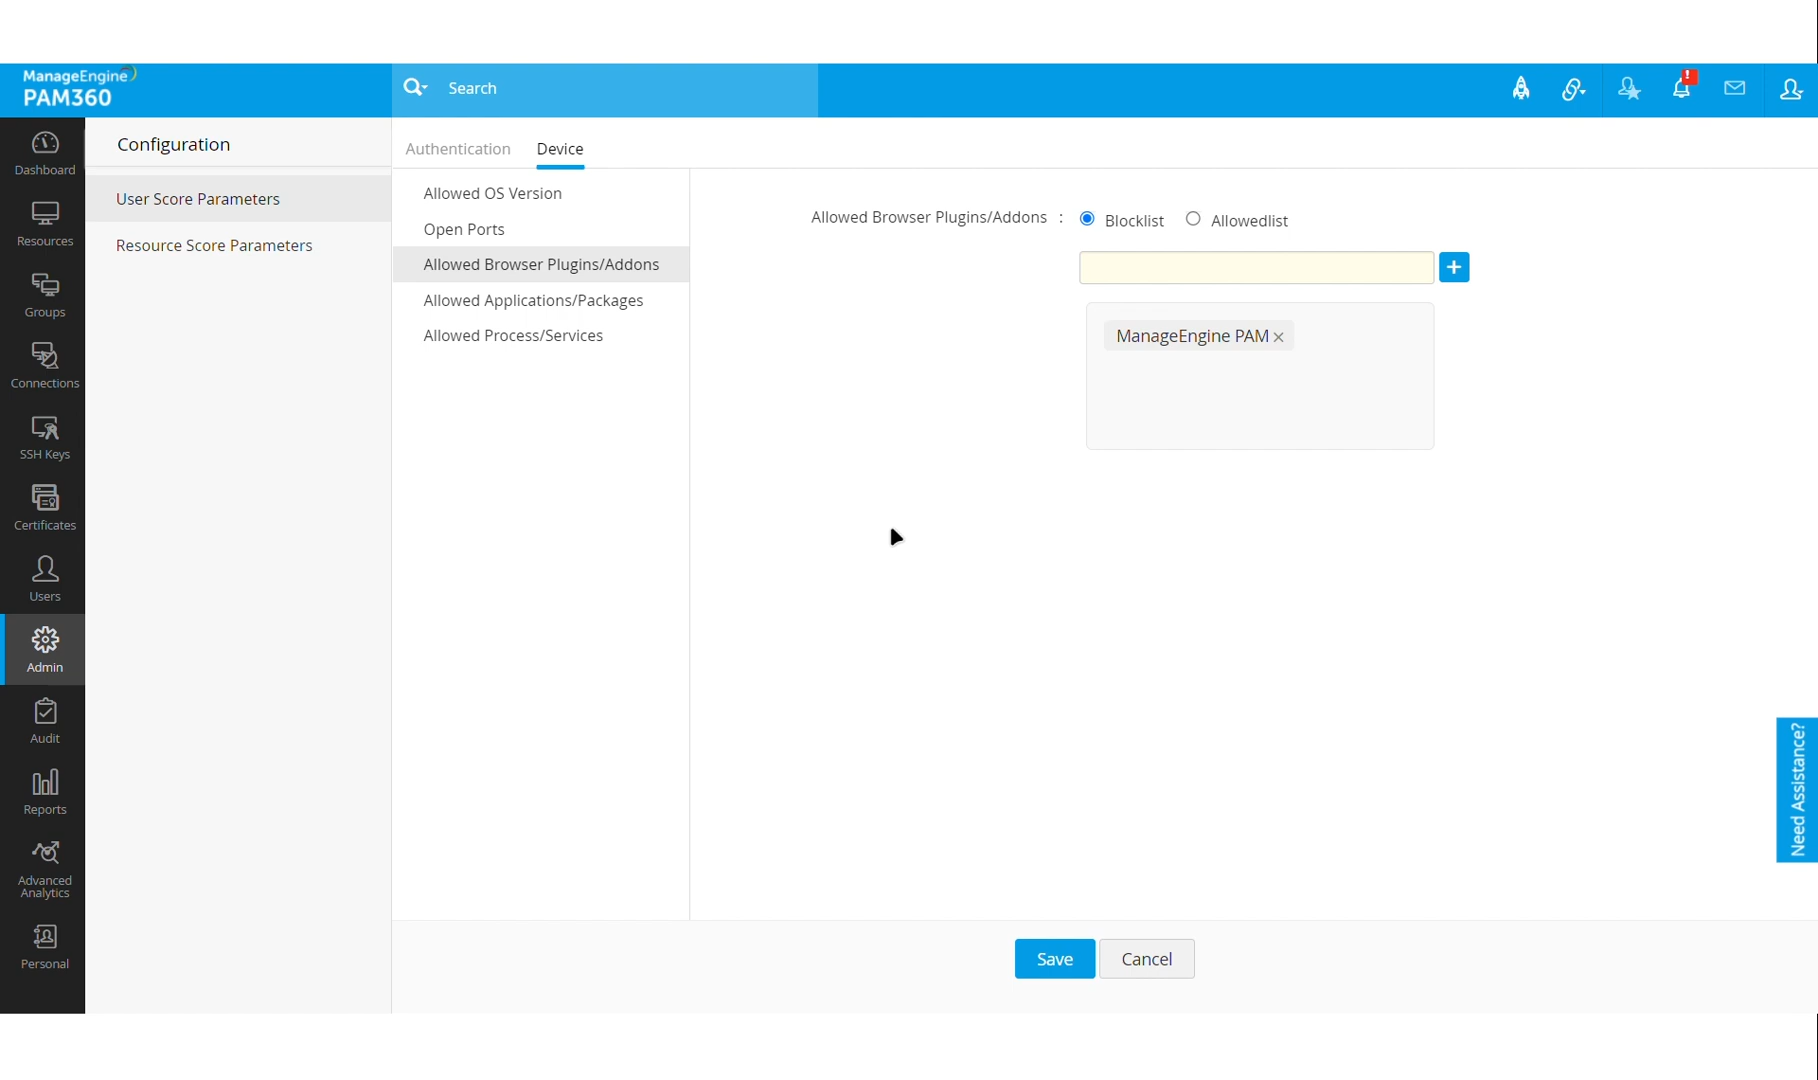 ManageEngine
PAM360
Search
!
Dashboard
Resources
Groups
Connections
SSH Keys
Certificates
Users
Admin
Audit
Reports
Advanced
Analytics
Personal
Configuration
User Score Parameters
Resource Score Parameters
Authentication Device
Allowed OS Version
Open Ports
Allowed Browser Plugins/Addons
Allowed Applications/Packages
Allowed Process/Services
Allowed Browser Plugins/Addons : Blocklist Allowedlist
+
ManageEngine PAM ×
Need Assistance?
Save Cancel